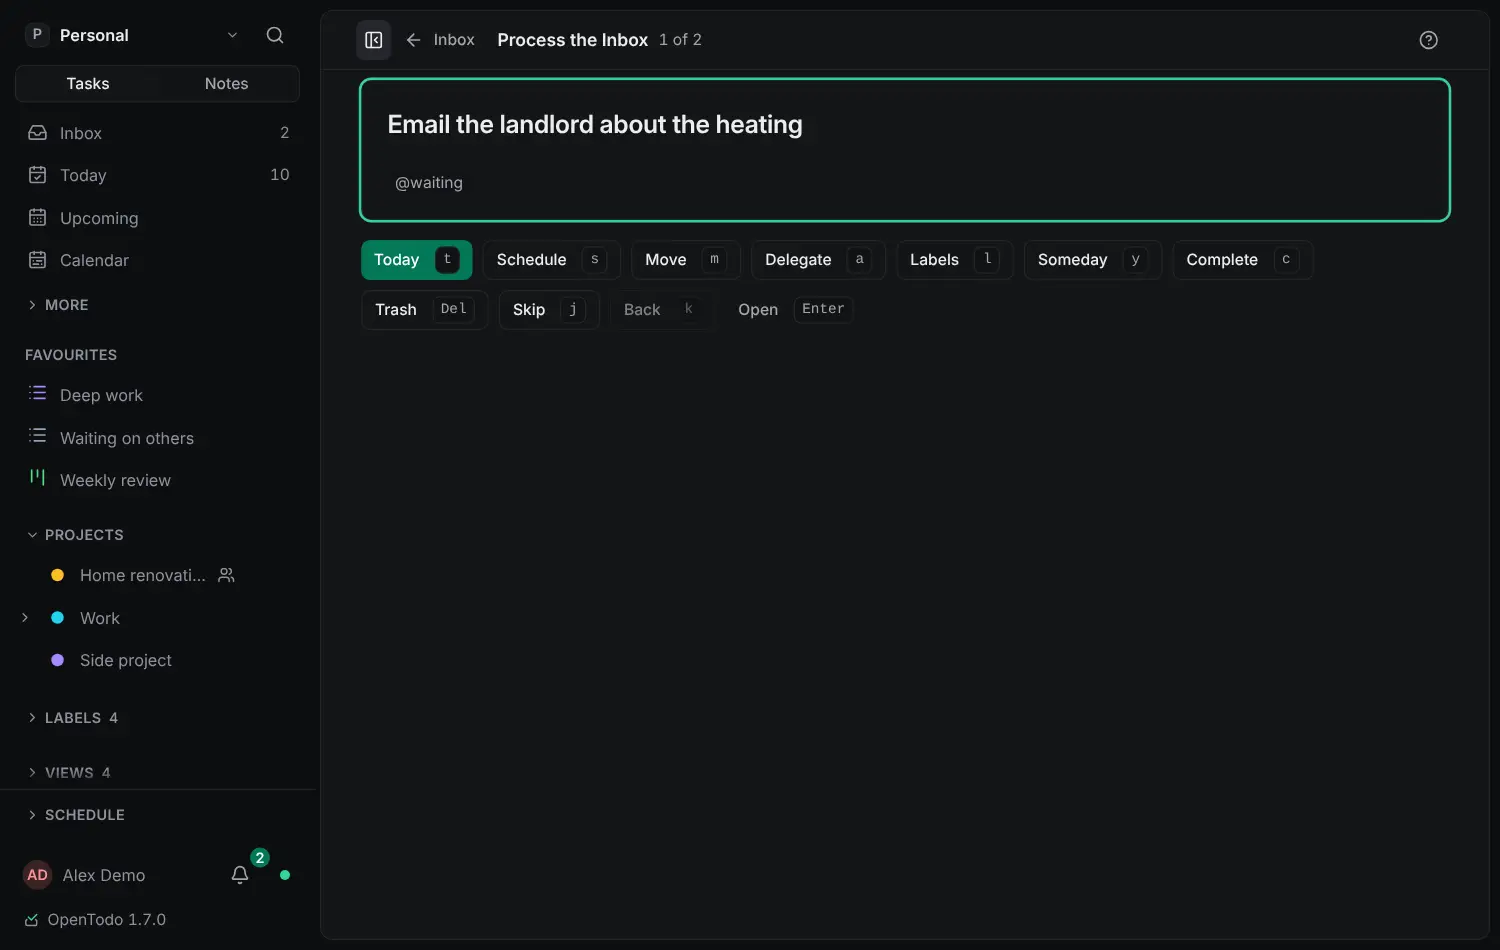 P Personal
Tasks Notes
Inbox 2
Today 10
Upcoming
Calendar
MORE
FAVOURITES
Deep work
Waiting on others
Weekly review
PROJECTS
Home renovati...
Work
Side project
LABELS 4
VIEWS 4
SCHEDULE
AD Alex Demo 2
OpenTodo 1.7.0
Inbox Process the Inbox 1 of 2
Email the landlord about the heating
@waiting
Today t Schedule s Move m Delegate a Labels l Someday y Complete c
Trash Del Skip j Back k Open Enter